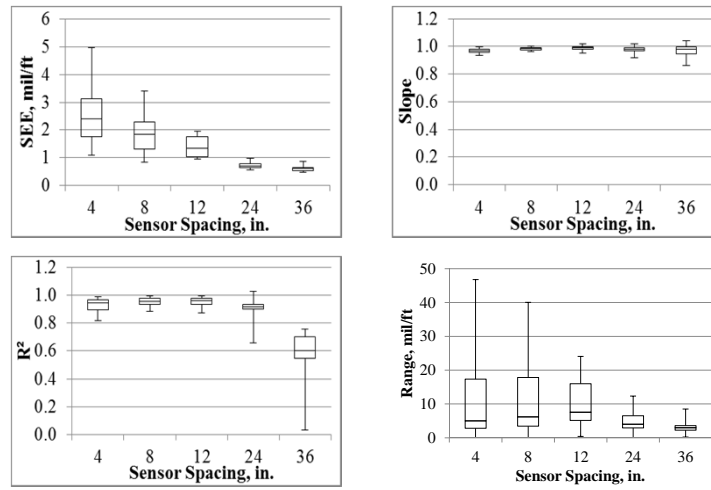 SEE, mil/ft
6
5
4
3
2
1
0
4 8 12 24 36
Sensor Spacing, in.
Slope
1.2
1.0
0.8
0.6
0.4
0.2
0.0
4 8 12 24 36
Sensor Spacing, in.
R²
1.2
1.0
0.8
0.6
0.4
0.2
0.0
4 8 12 24 36
Sensor Spacing, in.
Range, mil/ft
50
40
30
20
10
0
4 8 12 24 36
Sensor Spacing, in.